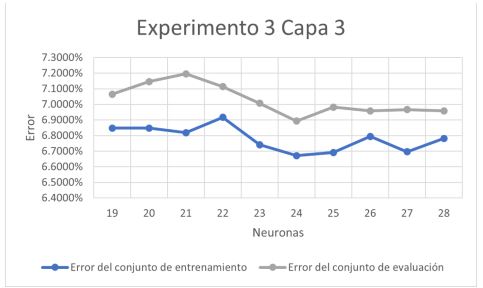 Experimento 3 Capa 3
7.3000%
7.2000%
7.1000%
7.0000%
6.9000%
6.8000%
6.7000%
6.6000%
6.5000%
6.4000%
Error
19 20 21 22 23 24 25 26 27 28
Neuronas
Error del conjunto de entrenamiento Error del conjunto de evaluación